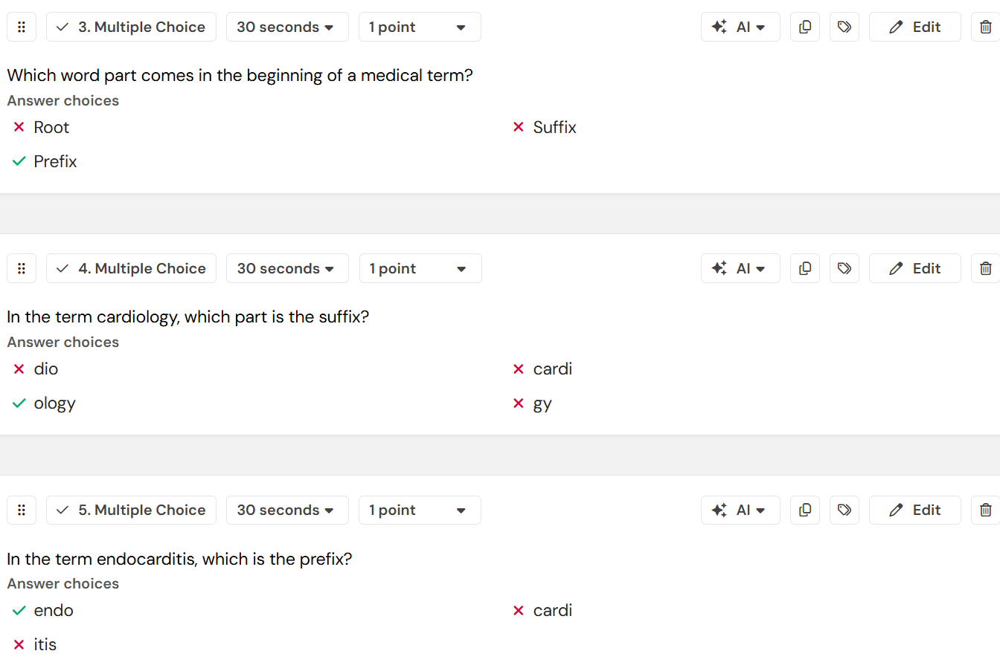 3. Multiple Choice 30 seconds 1 point AI Edit
Which word part comes in the beginning of a medical term?
Answer choices
Root Suffix
Prefix
4. Multiple Choice 30 seconds 1 point AI Edit
In the term cardiology, which part is the suffix?
Answer choices
dio cardi
ology gy
5. Multiple Choice 30 seconds 1 point AI Edit
In the term endocarditis, which is the prefix?
Answer choices
endo cardi
itis